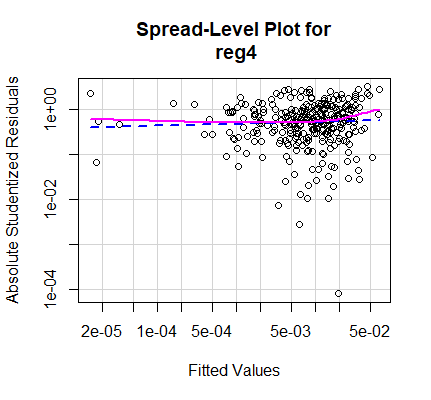 Spread-Level Plot for
reg4
Absolute Studentized Residuals
1e+00
1e-02
1e-04
2e-05 1e-04 5e-04 5e-03 5e-02
Fitted Values